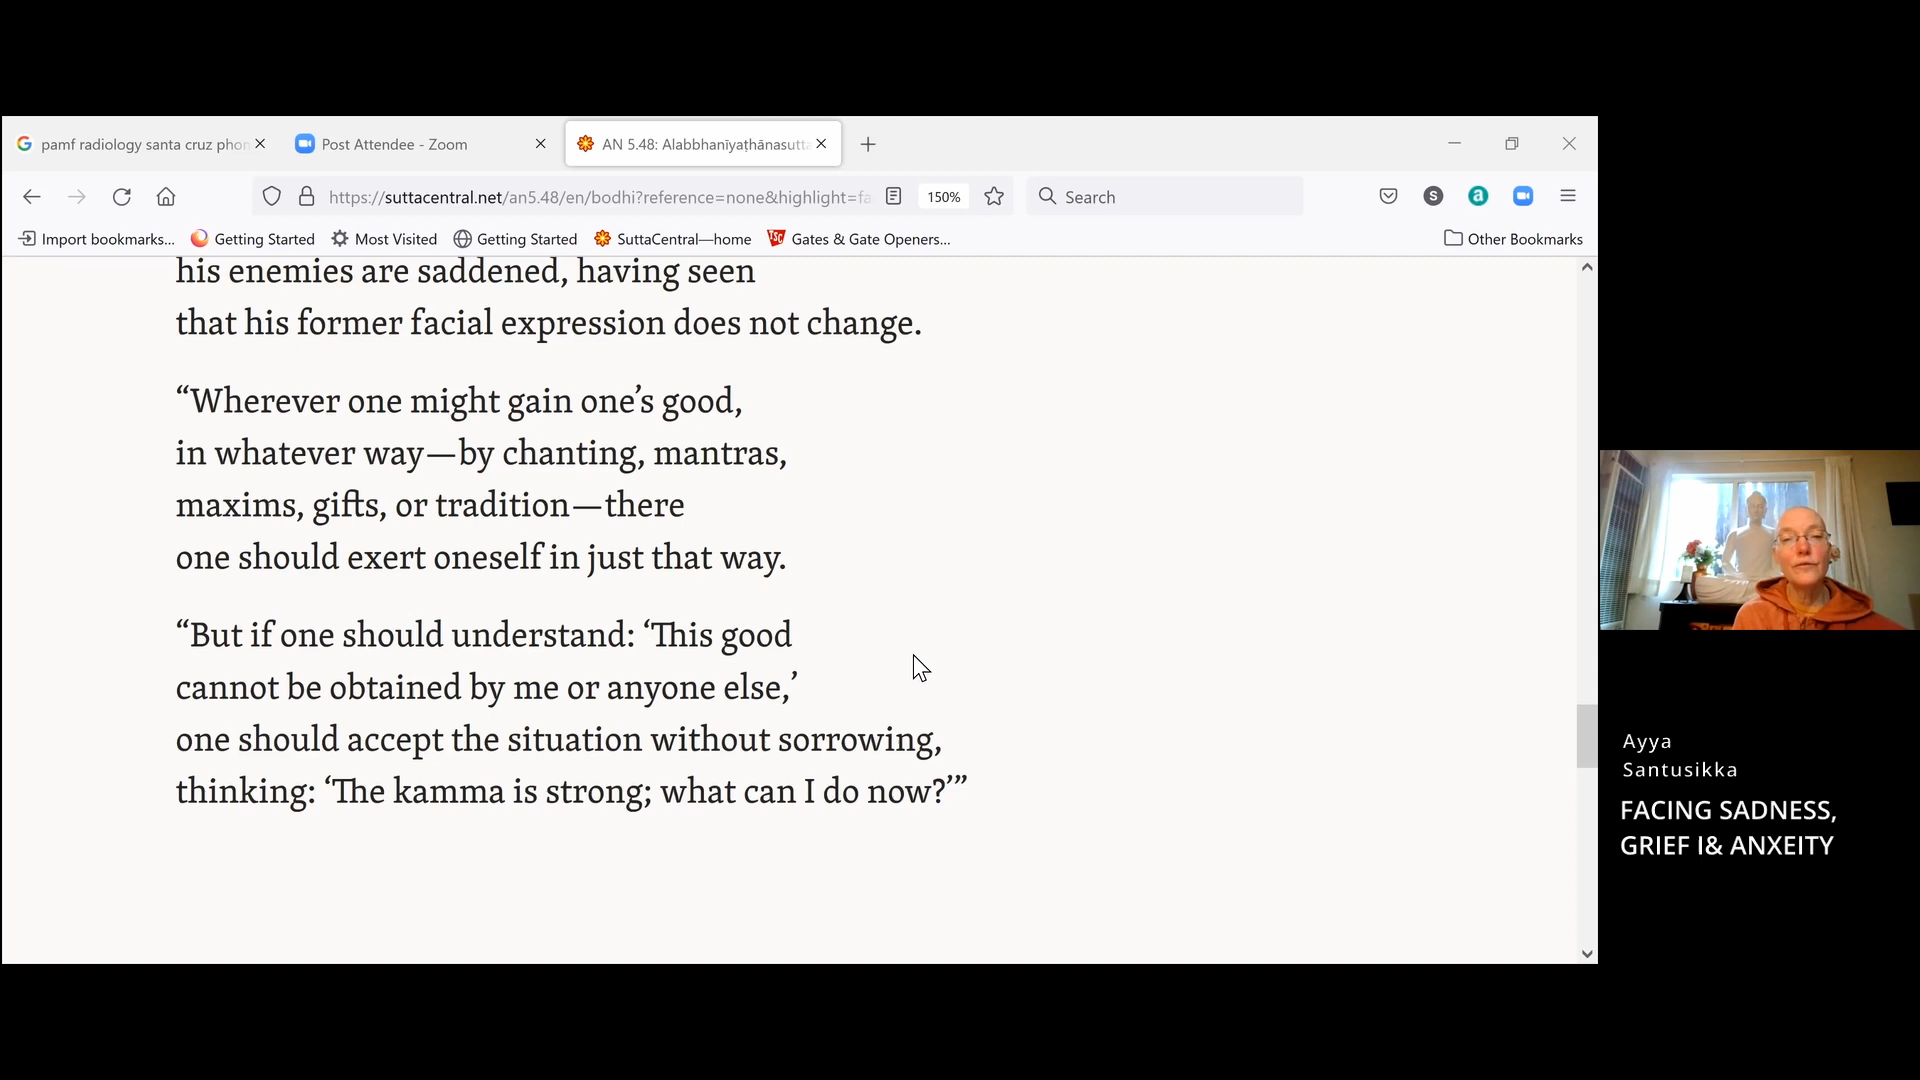 pamf radiology santa cruz phon
Post Attendee - Zoom
AN 5.48: Alabbhanīyaṭhānasutta
https://suttacentral.net/an5.48/en/bodhi?reference=none&highlight=fa
150%
Search
S
a
Import bookmarks...
Getting Started
Most Visited
Getting Started
SuttaCentral—home
TSC
Gates & Gate Openers...
Other Bookmarks
his enemies are saddened, having seen
that his former facial expression does not change.
“Wherever one might gain one’s good,
in whatever way—by chanting, mantras,
maxims, gifts, or tradition—there
one should exert oneself in just that way.
“But if one should understand: ‘This good
cannot be obtained by me or anyone else,’
one should accept the situation without sorrowing,
thinking: ‘The kamma is strong; what can I do now?’”
Ayya
Santusikka
FACING SADNESS,
GRIEF I& ANXEITY